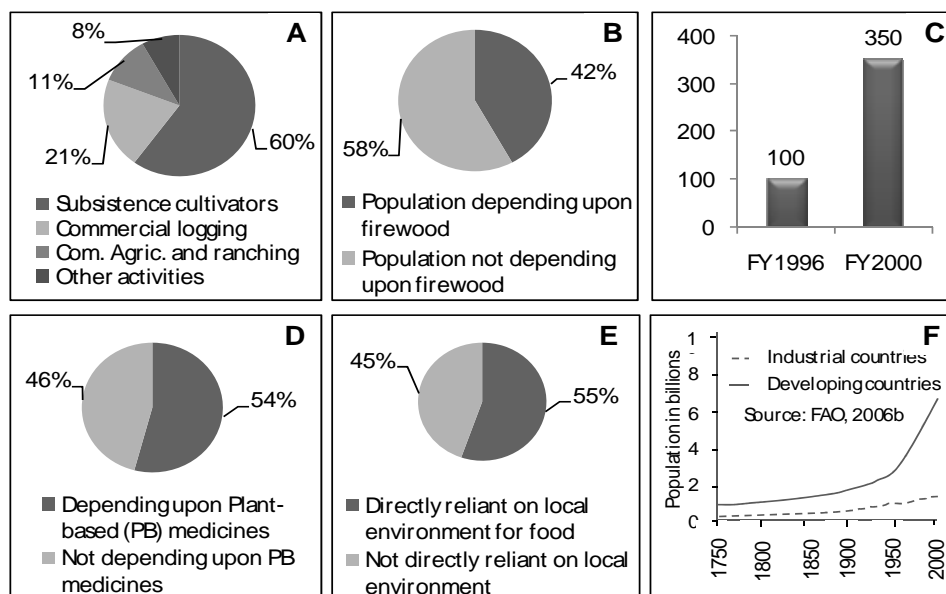 A
8%
11%
21%
60%
Subsistence cultivators
Commercial logging
Com. Agric. and ranching
Other activities
B
42%
58%
Population depending upon
firewood
Population not depending
upon firewood
C
400
300
200
100
0
100
350
FY1996
FY2000
D
46%
54%
Depending upon Plant-
based (PB) medicines
Not depending upon PB
medicines
E
45%
55%
Directly reliant on local
environment for food
Not directly reliant on local
environment
F
Population in billions
1
8
6
4
2
0
Industrial countries
Developing countries
Source: FAO, 2006b
1750
1800
1850
1900
1950
2000